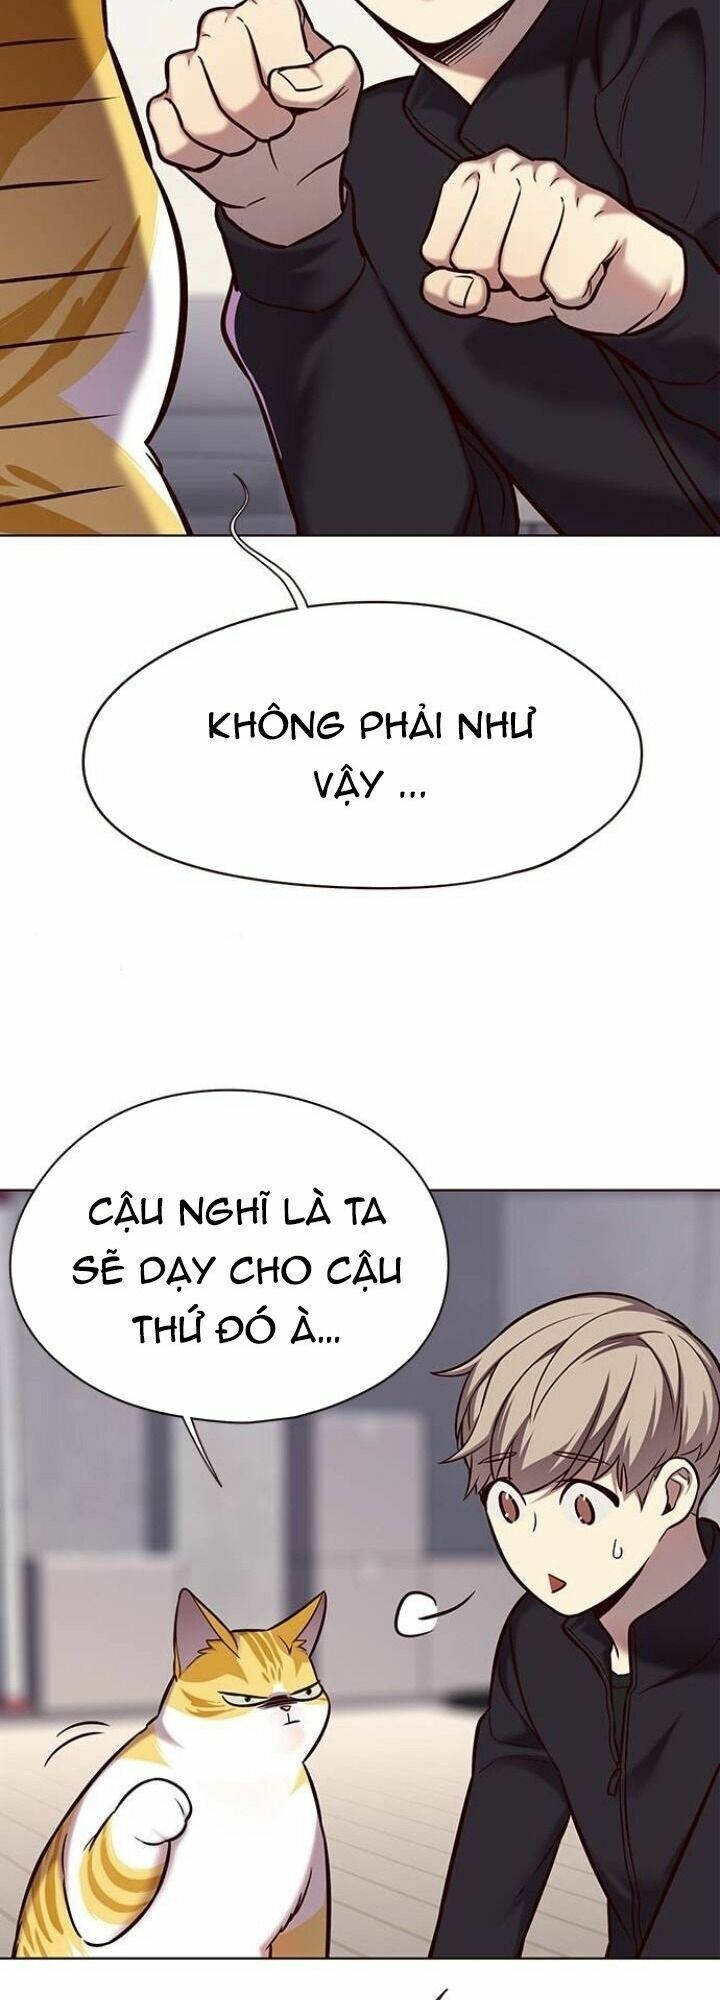 KHÔNG PHẢI NHƯ
VẬY ...
CẬU NGHĨ LÀ TA
SẼ DẠY CHO CẬU
THỨ ĐÓ À...